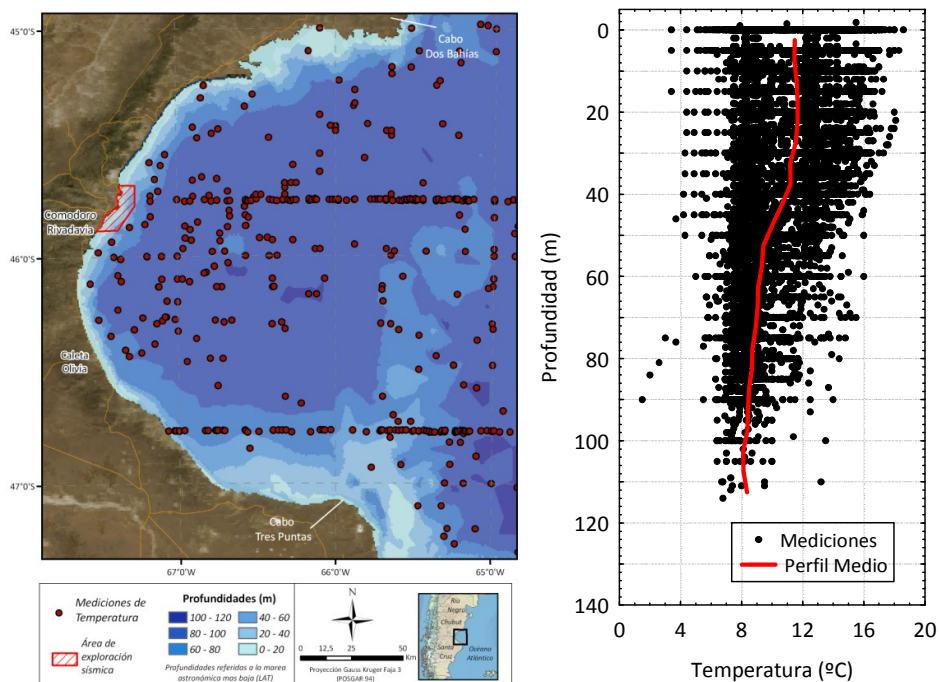 45°0'S
46°0'S
47°0'S
67°0'W
66°0'W
65°0'W
Cabo
Dos Bahías
Comodoro
Rivadavia
Caleta
Olivia
Cabo
Tres Puntas
Mediciones de
Temperatura
Área de
exploración
sísmica
Profundidades (m)
100 - 120
80 - 100
60 - 80
40 - 60
20 - 40
0 - 20
Profundidades referidas a la marea
astronómica mas baja (LAT)
N
0 12,5 25 50
Km
Proyección Gauss Kruger Faja 3
(POSGAR 94)
Río
Negro
Chubut
Santa
Cruz
Océano
Atlántico
Profundidad (m)
0
20
40
60
80
100
120
140
Mediciones
Perfil Medio
0 4 8 12 16 20
Temperatura (ºC)